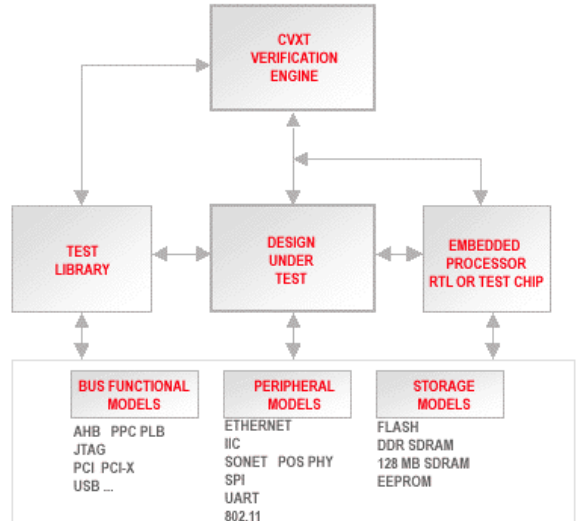 CVXT
VERIFICATION
ENGINE
TEST
LIBRARY
DESIGN
UNDER
TEST
EMBEDDED
PROCESSOR
RTL OR TEST CHIP
BUS FUNCTIONAL
MODELS
AHB PPC PLB
JTAG
PCI PCI-X
USB ...
PERIPHERAL
MODELS
ETHERNET
IIC
SONET POS PHY
SPI
UART
802.11
STORAGE
MODELS
FLASH
DDR SDRAM
128 MB SDRAM
EEPROM